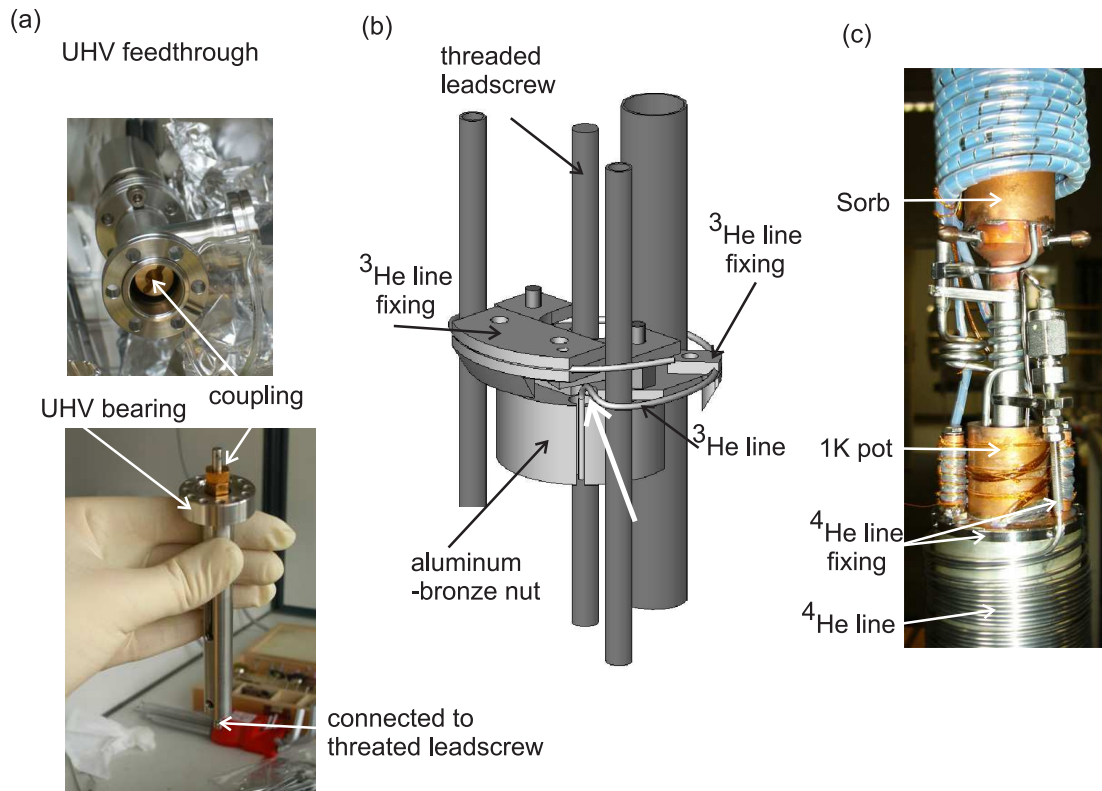 (a)
UHV feedthrough
coupling
UHV bearing
connected to
threated leadscrew
(b)
threaded
leadscrew
³He line
fixing
³He line
fixing
³He line
aluminum
-bronze nut
(c)
Sorb
1K pot
⁴He line
fixing
⁴He line